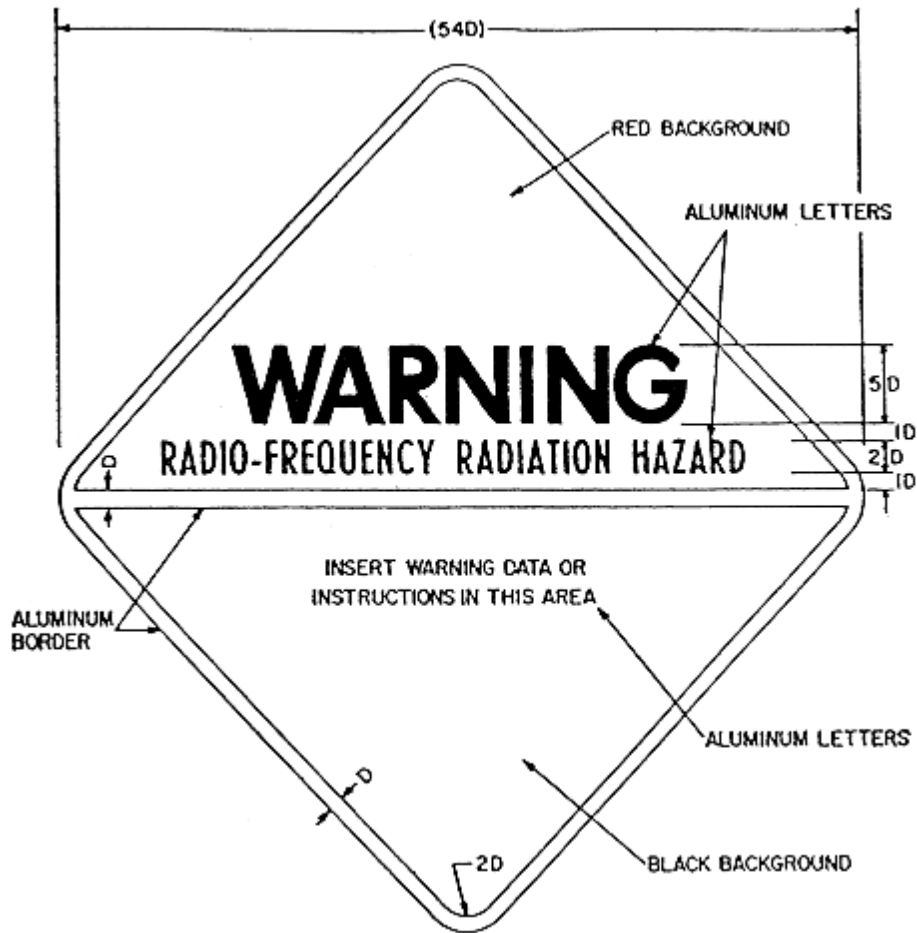 (54D)
RED BACKGROUND
ALUMINUM LETTERS
WARNING
5D
1D
RADIO-FREQUENCY RADIATION HAZARD
2D
D
1D
INSERT WARNING DATA OR
INSTRUCTIONS IN THIS AREA
ALUMINUM
BORDER
ALUMINUM LETTERS
D
2D
BLACK BACKGROUND